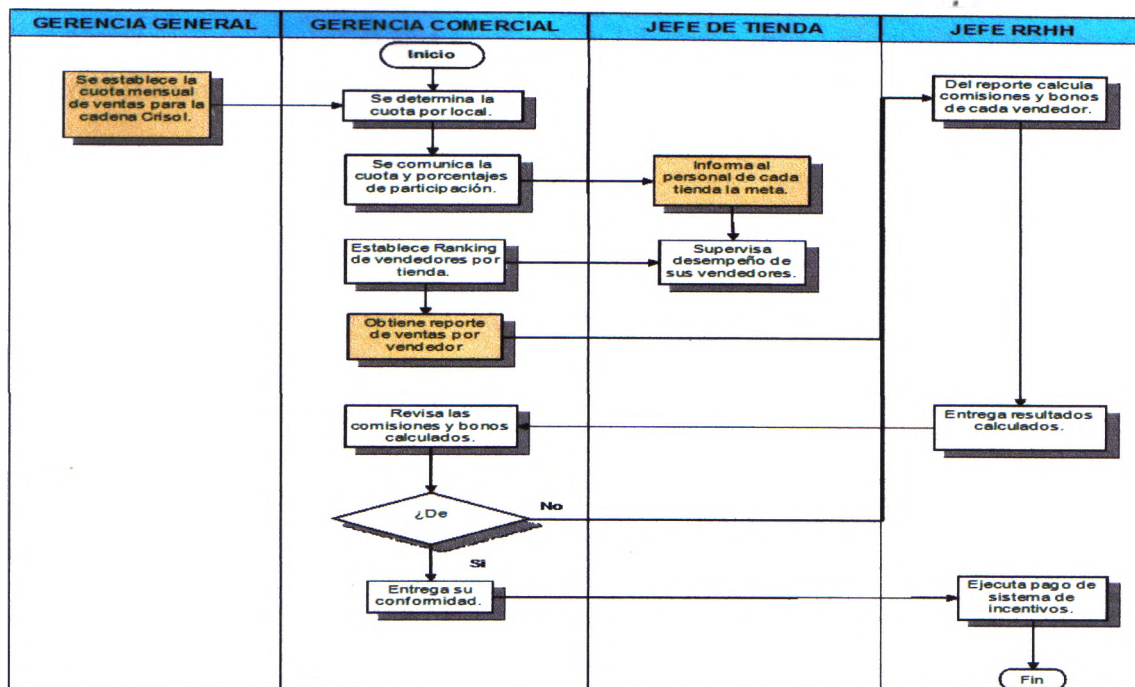 GERENCIA GENERAL
GERENCIA COMERCIAL
JEFE DE TIENDA
JEFE RRHH
Inicio
Se establece la
cuota mensual
de ventas para la
cadena Crisol.
Se determina la
cuota por local.
Del reporte calcula
comisiones y bonos
de cada vendedor.
Se comunica la
cuota y porcentajes
de participación.
Informa al
personal de cada
tienda la meta.
Establece Ranking
de vendedores por
tienda.
Supervisa
desempeño de
sus vendedores.
Obtiene reporte
de ventas por
vendedor
Revisa las
comisiones y bonos
calculados.
Entrega resultados
calculados.
¿De
No
Si
Entrega su
conformidad.
Ejecuta pago de
sistema de
incentivos.
Fin